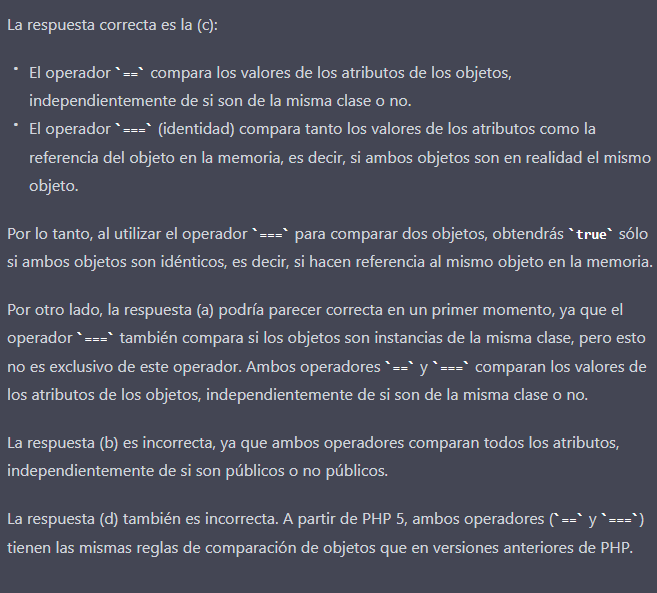 La respuesta correcta es la (c):
• El operador `==` compara los valores de los atributos de los objetos,
independientemente de si son de la misma clase o no.
• El operador `===` (identidad) compara tanto los valores de los atributos como la
referencia del objeto en la memoria, es decir, si ambos objetos son en realidad el mismo
objeto.
Por lo tanto, al utilizar el operador `===` para comparar dos objetos, obtendrás `true` sólo
si ambos objetos son idénticos, es decir, si hacen referencia al mismo objeto en la memoria.
Por otro lado, la respuesta (a) podría parecer correcta en un primer momento, ya que el
operador `===` también compara si los objetos son instancias de la misma clase, pero esto
no es exclusivo de este operador. Ambos operadores `==` y `===` comparan los valores de
los atributos de los objetos, independientemente de si son de la misma clase o no.
La respuesta (b) es incorrecta, ya que ambos operadores comparan todos los atributos,
independientemente de si son públicos o no públicos.
La respuesta (d) también es incorrecta. A partir de PHP 5, ambos operadores (`==` y `===`)
tienen las mismas reglas de comparación de objetos que en versiones anteriores de PHP.